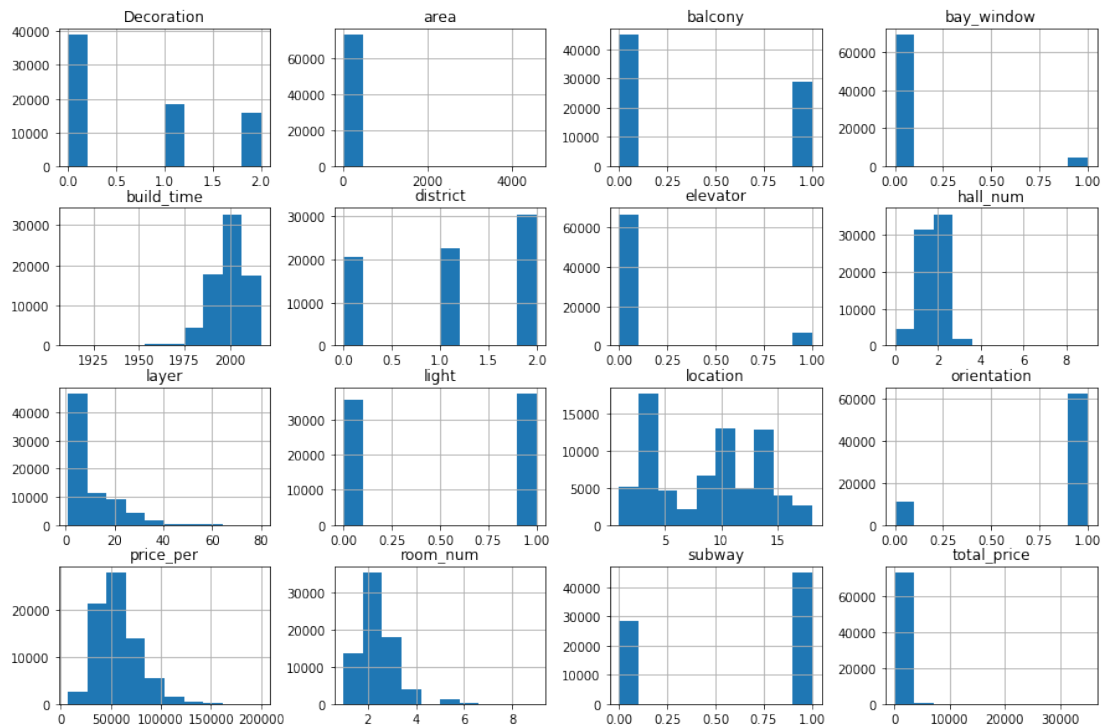 Decoration area balcony bay_window
40000 30000 20000 10000 0
60000 40000 20000 0
40000 30000 20000 10000 0
60000 40000 20000 0
0.0 0.5 1.0 1.5 2.0
0 2000 4000
0.00 0.25 0.50 0.75 1.00
0.00 0.25 0.50 0.75 1.00
build_time district elevator hall_num
30000 20000 10000 0
30000 20000 10000 0
60000 40000 20000 0
30000 20000 10000 0
1925 1950 1975 2000
0.0 0.5 1.0 1.5 2.0
0.00 0.25 0.50 0.75 1.00
0 2 4 6 8
layer light location orientation
40000 30000 20000 10000 0
30000 20000 10000 0
15000 10000 5000 0
60000 40000 20000 0
0 20 40 60 80
0.00 0.25 0.50 0.75 1.00
5 10 15
0.00 0.25 0.50 0.75 1.00
price_per room_num subway total_price
20000 10000 0
30000 20000 10000 0
40000 30000 20000 10000 0
60000 40000 20000 0
0 50000 100000 150000 200000
2 4 6 8
0.00 0.25 0.50 0.75 1.00
0 10000 20000 30000